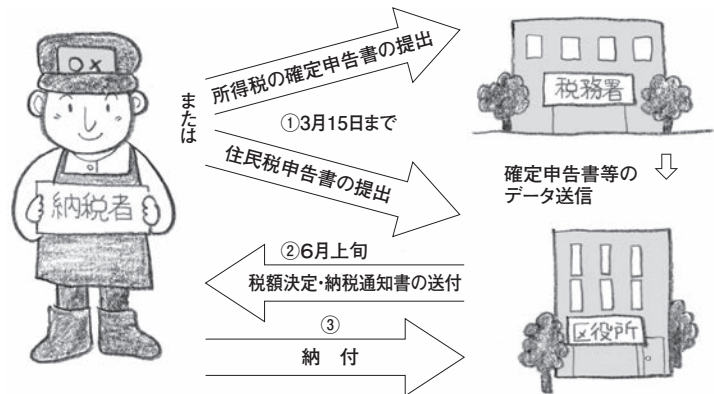 ○×
納税者
または
所得税の確定申告書の提出
①3月15日まで
住民税申告書の提出
税務署
確定申告書等の
データ送信
②6月上旬
税額決定・納税通知書の送付
③
納 付
区役所